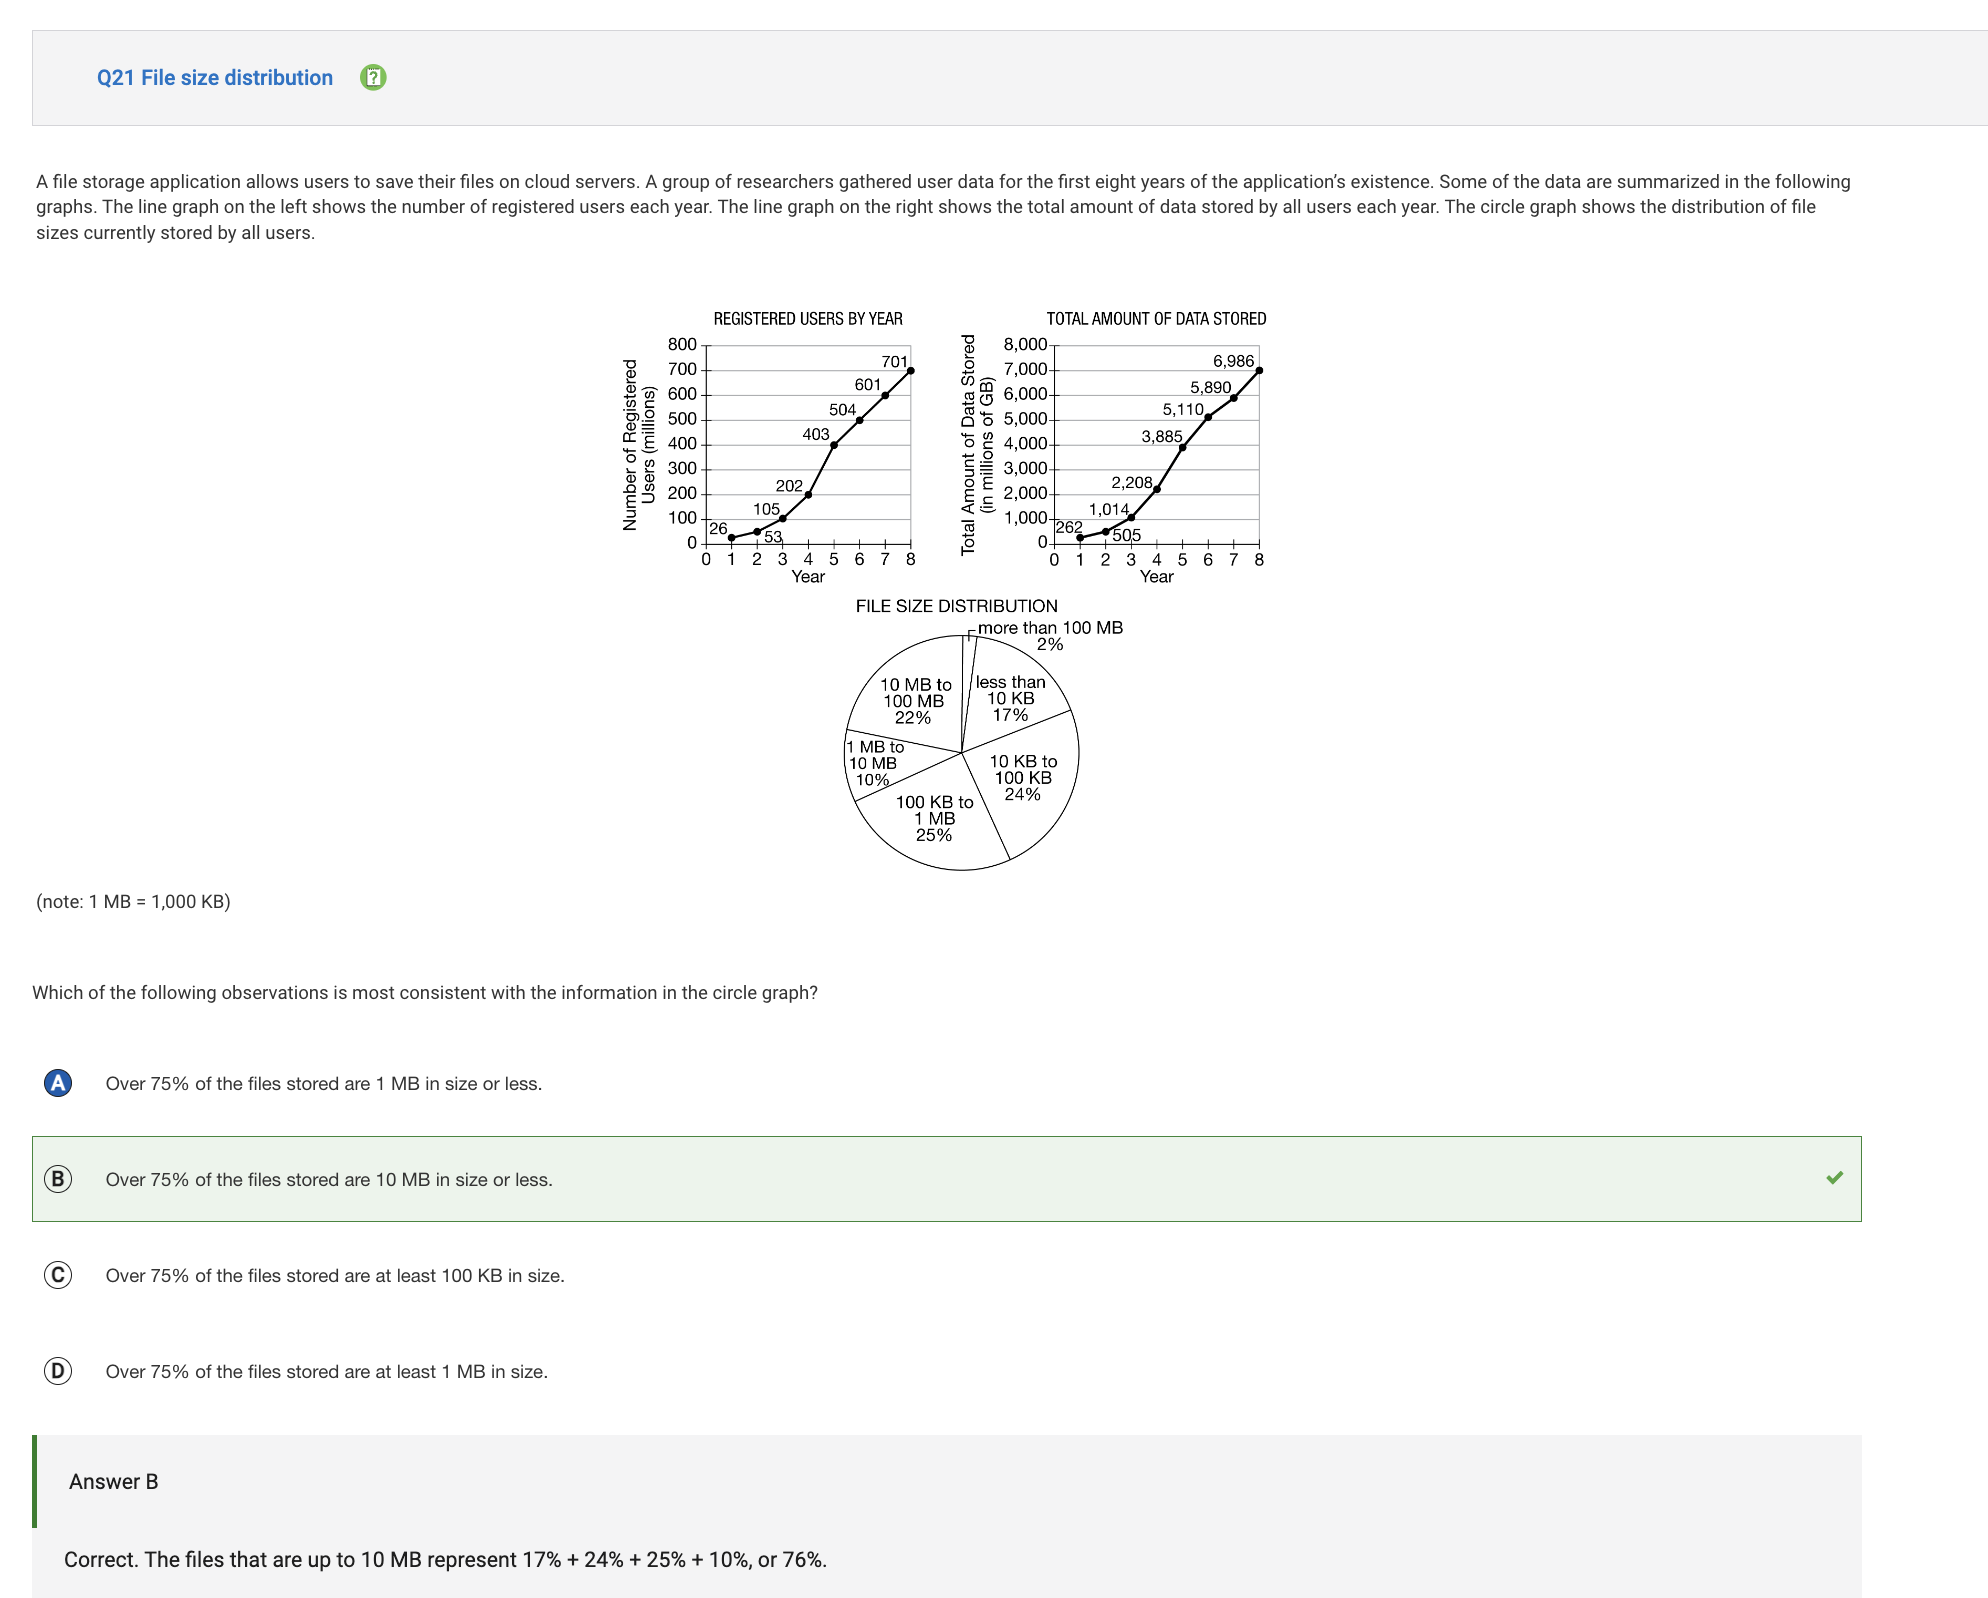 Q21 File size distribution
A file storage application allows users to save their files on cloud servers. A group of researchers gathered user data for the first eight years of the application's existence. Some of the data are summarized in the following
graphs. The line graph on the left shows the number of registered users each year. The line graph on the right shows the total amount of data stored by all users each year. The circle graph shows the distribution of file
sizes currently stored by all users.
REGISTERED USERS BY YEAR
Number of Registered
Users (millions)
800
700
600
500
400
300
200
100
0
26
53
105
202
403
504
601
701
0 1 2 3 4 5 6 7 8
Year
TOTAL AMOUNT OF DATA STORED
Total Amount of Data Stored
(in millions of GB)
8,000
7,000
6,000
5,000
4,000
3,000
2,000
1,000
0
262
505
1,014
2,208
3,885
5,110
5,890
6,986
0 1 2 3 4 5 6 7 8
Year
FILE SIZE DISTRIBUTION
more than 100 MB
2%
less than
10 KB
17%
10 KB to
100 KB
24%
100 KB to
1 MB
25%
1 MB to
10 MB
10%
10 MB to
100 MB
22%
(note: 1 MB = 1,000 KB)
Which of the following observations is most consistent with the information in the circle graph?
A Over 75% of the files stored are 1 MB in size or less.
B Over 75% of the files stored are 10 MB in size or less.
C Over 75% of the files stored are at least 100 KB in size.
D Over 75% of the files stored are at least 1 MB in size.
Answer B
Correct. The files that are up to 10 MB represent 17% + 24% + 25% + 10%, or 76%.